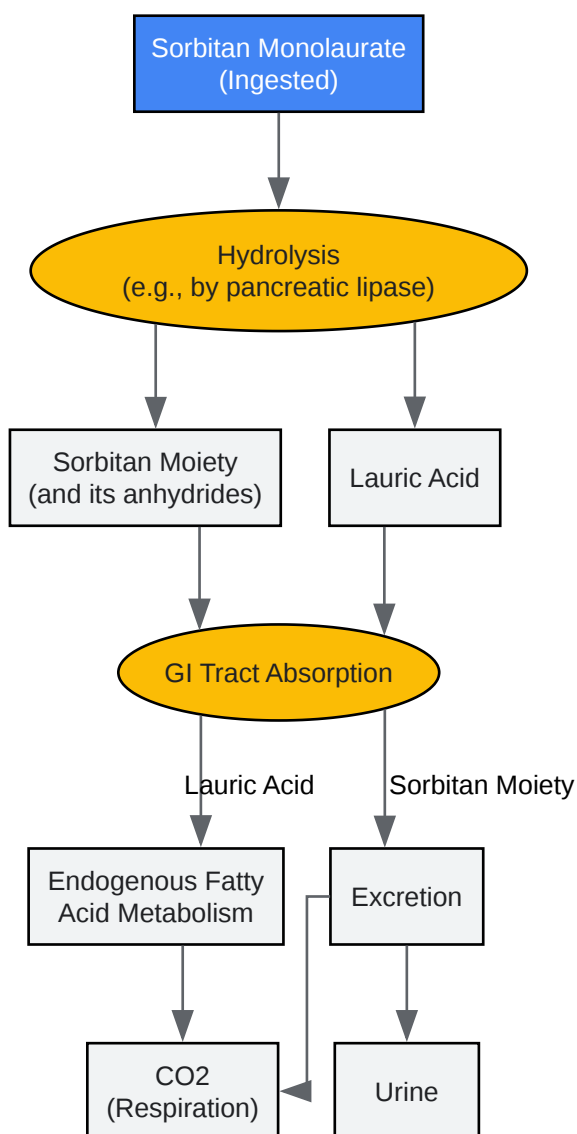 Sorbitan Monolaurate
(Ingested)
Hydrolysis
(e.g., by pancreatic lipase)
Sorbitan Moiety
(and its anhydrides)
Lauric Acid
GI Tract Absorption
Lauric Acid
Sorbitan Moiety
Endogenous Fatty
Acid Metabolism
Excretion
CO2
(Respiration)
Urine